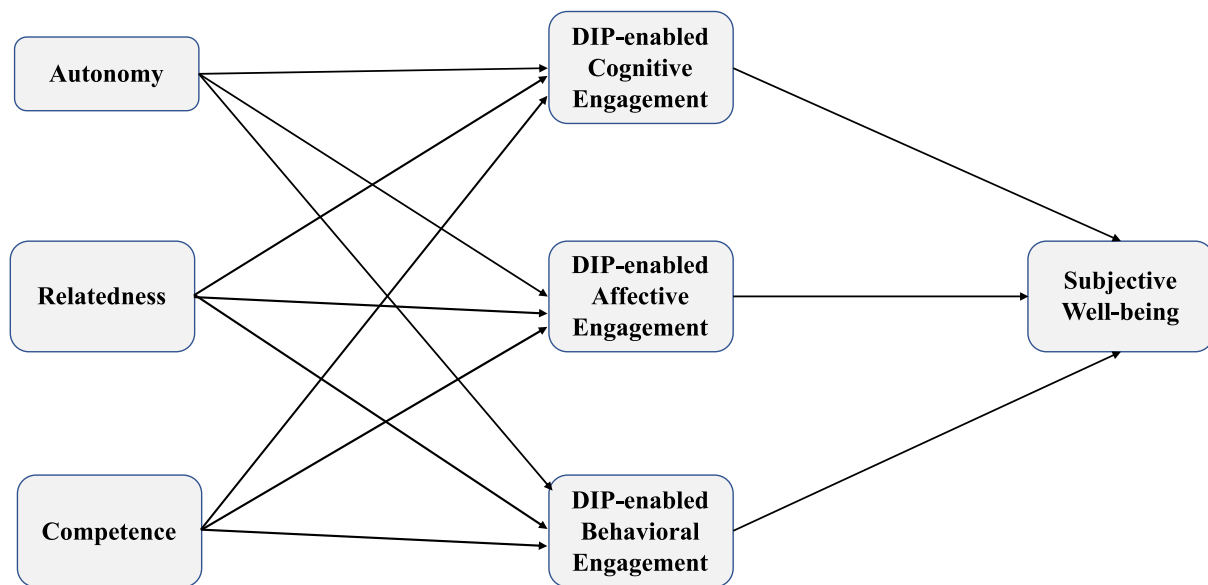 Autonomy
DIP-enabled
Cognitive
Engagement
Relatedness
DIP-enabled
Affective
Engagement
Subjective
Well-being
Competence
DIP-enabled
Behavioral
Engagement